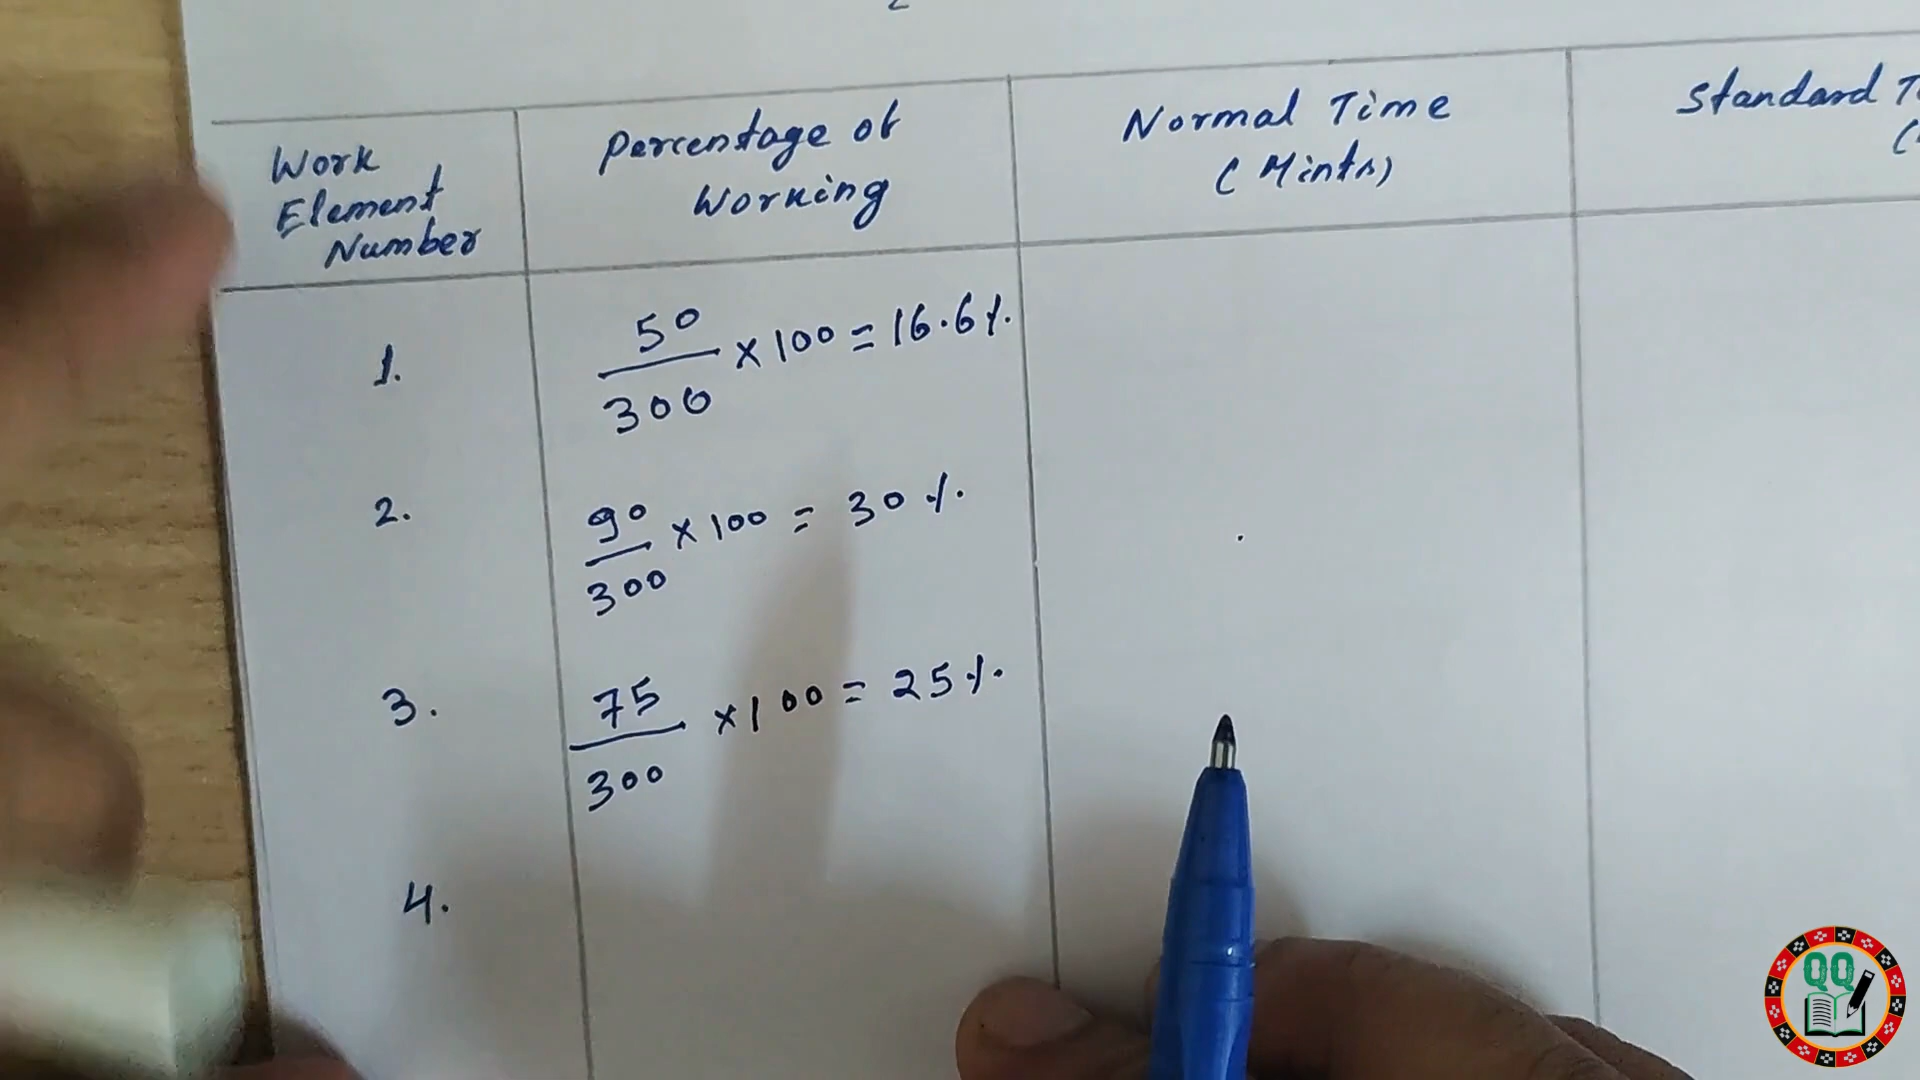 Work
Element
Number
Percentage of
Working
Normal Time
(Mints)
Standard
1.
50
300
× 100 = 16.6%
2.
90
300
× 100 = 30%
3.
75
300
× 100 = 25%
4.
QQ